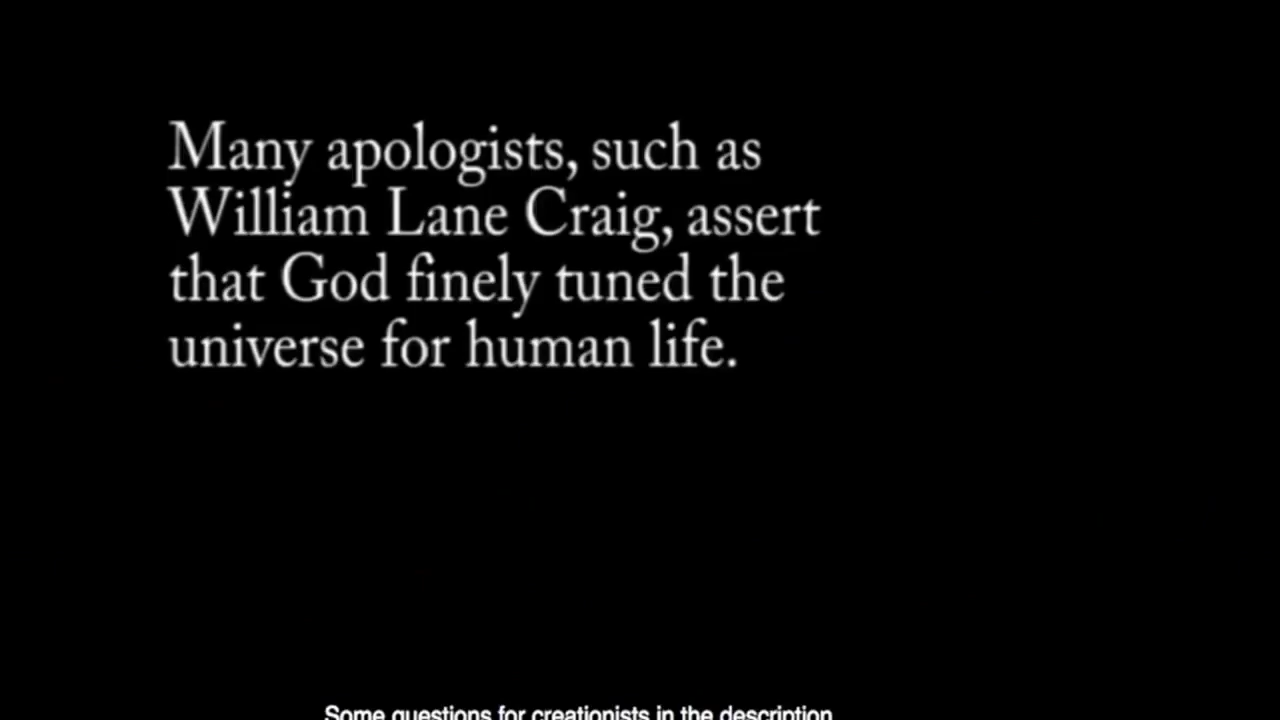 Many apologists, such as
William Lane Craig, assert
that God finely tuned the
universe for human life.
Some questions for creationists in the description